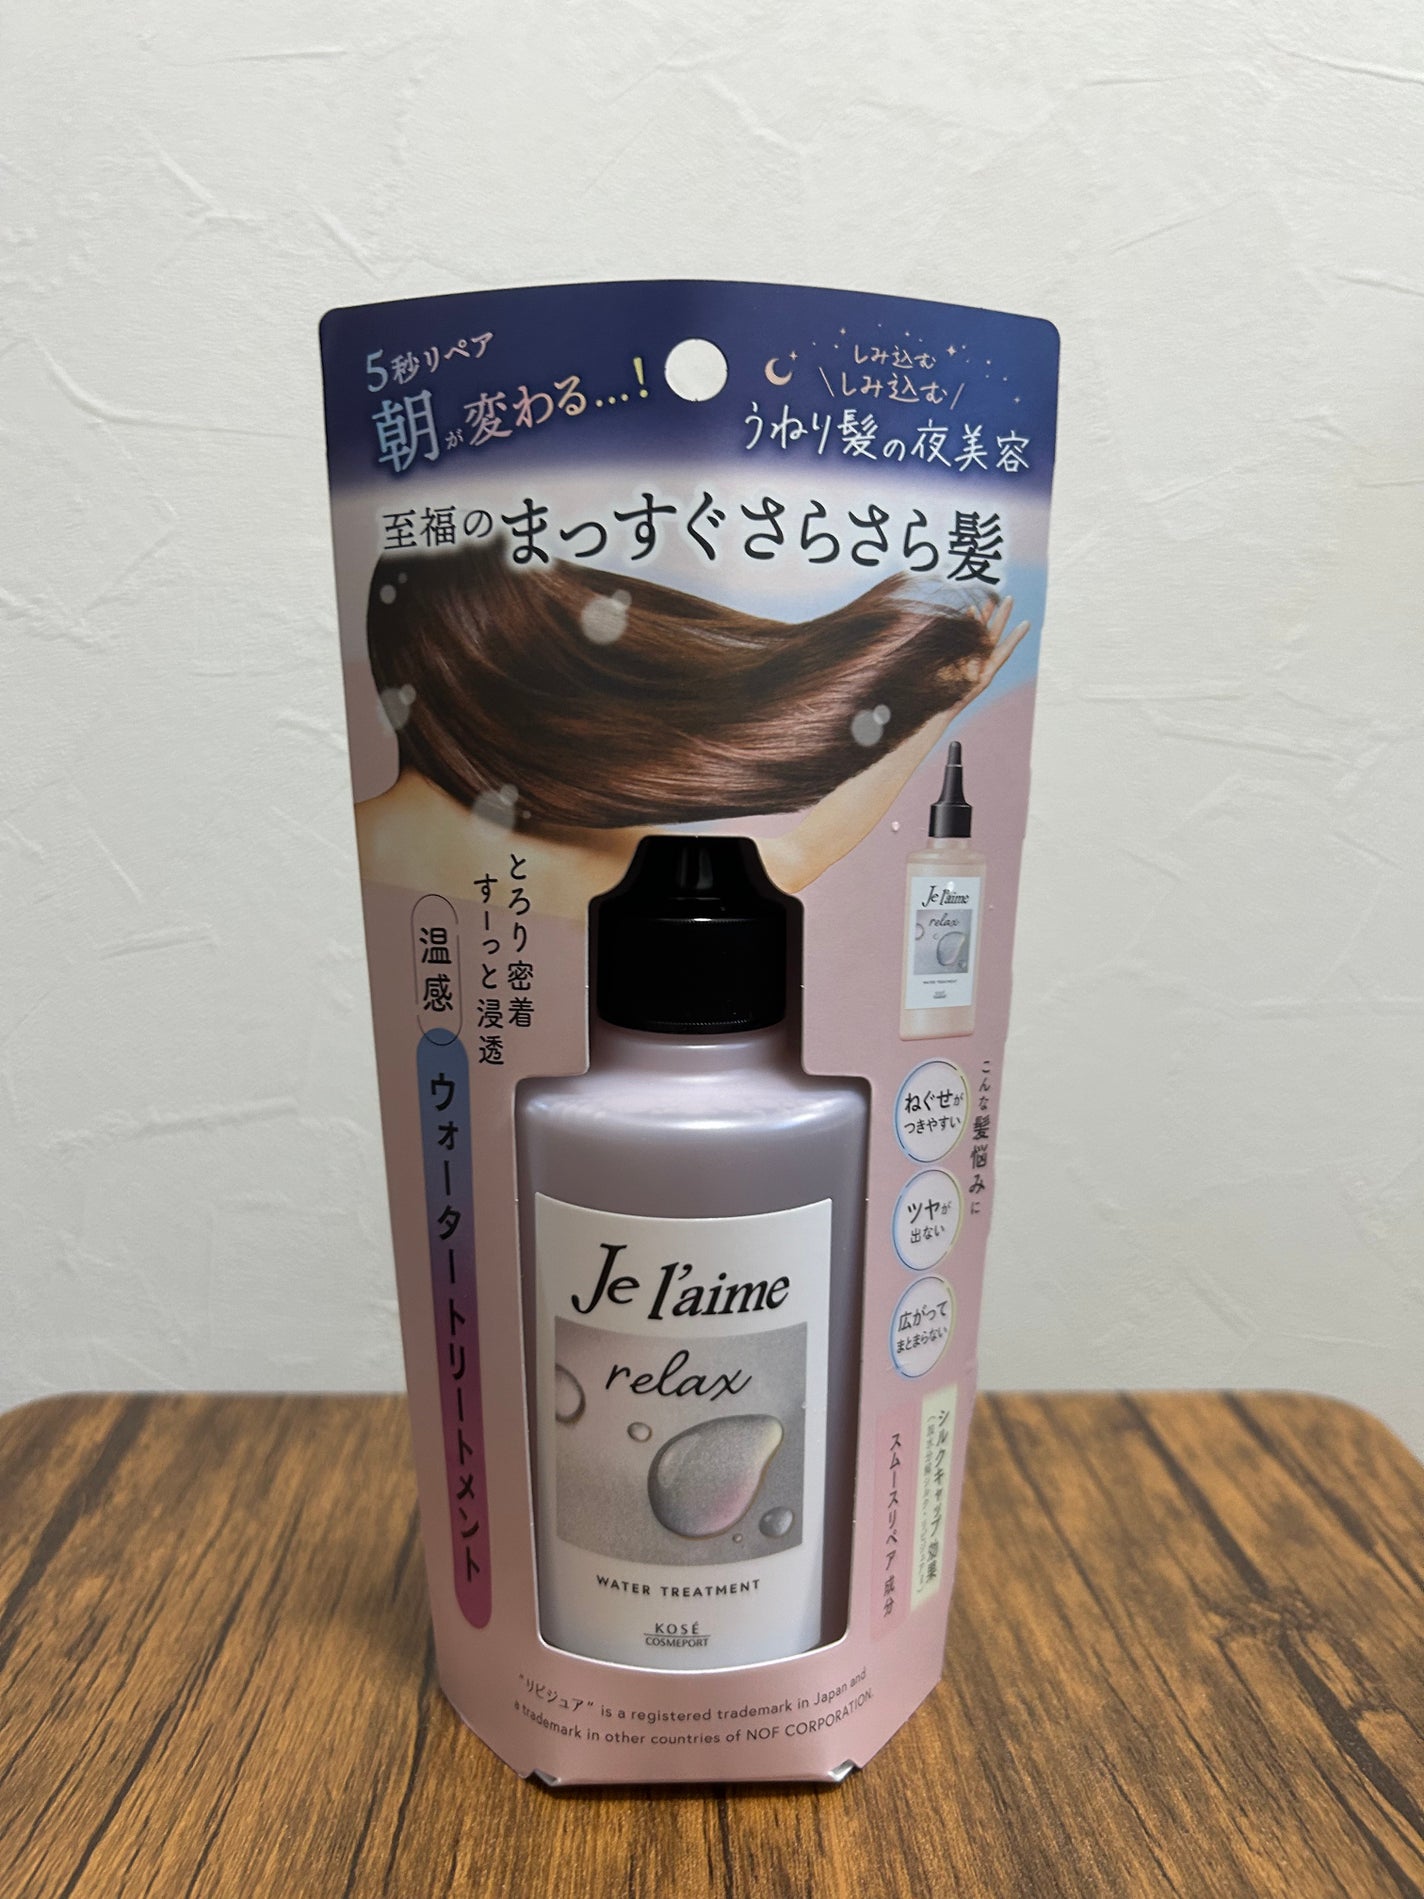 5秒リペア
朝が変わる…!
しみ込む
\しみ込む/
うねり髪の夜美容
至福のまっすぐさらさら髪
とろり密着
すーっと浸透
温感
ウォータートリートメント
Je l'aime
relax
WATER TREATMENT
こんな髪悩みに
ねぐせが
つきやすい
ツヤが
出ない
広がって
まとまらない
シルクキャップ効果
スムースリペア成分
Je l'aime
relax
WATER TREATMENT
KOSÉ
COSMEPORT
"リピジュア" is a registered trademark in Japan and
a trademark in other countries of NOF CORPORATION.